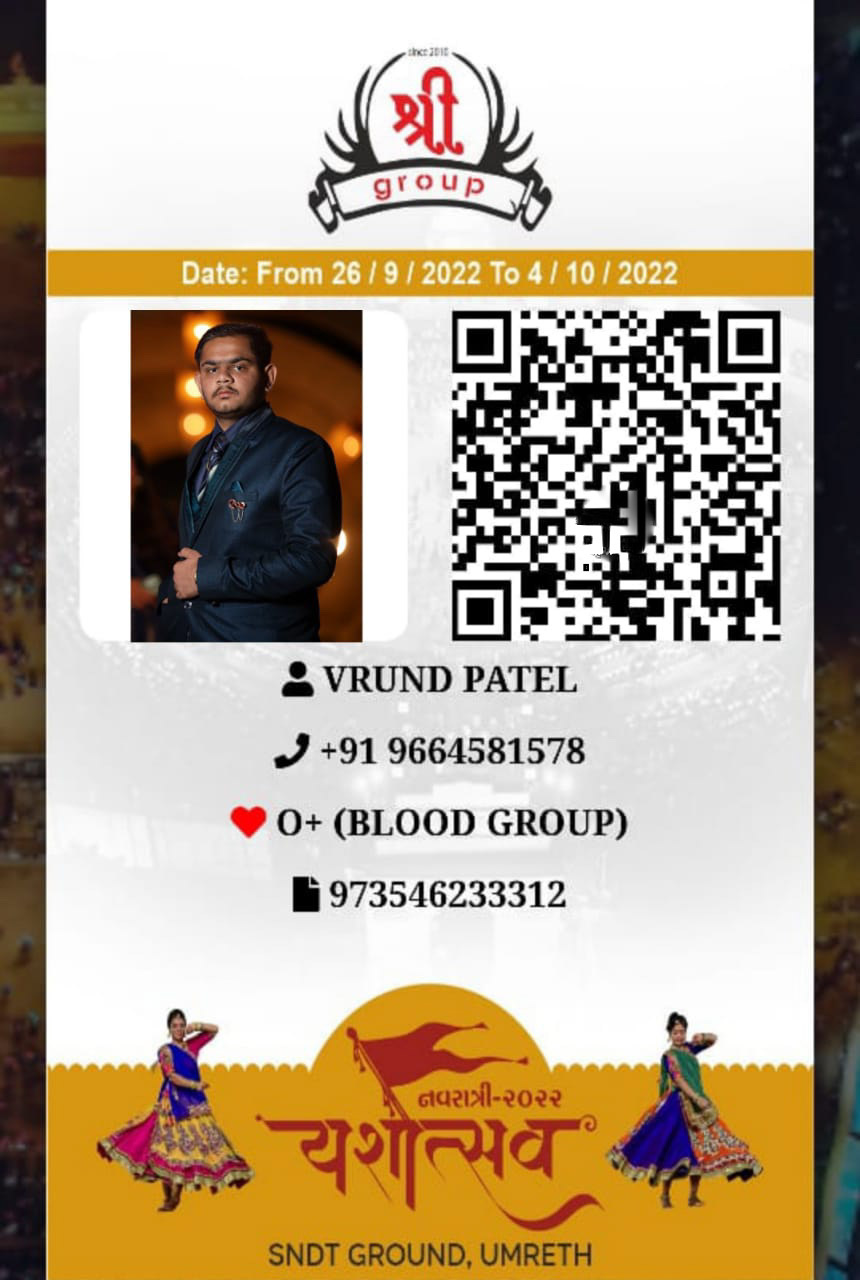 since 2010
श्री
group
Date: From 26 / 9 / 2022 To 4 / 10 / 2022
VRUND PATEL
+91 9664581578
O+ (BLOOD GROUP)
973546233312
નવરાત્રી-૨૦૨૨
યશોत्सव
SNDT GROUND, UMRETH